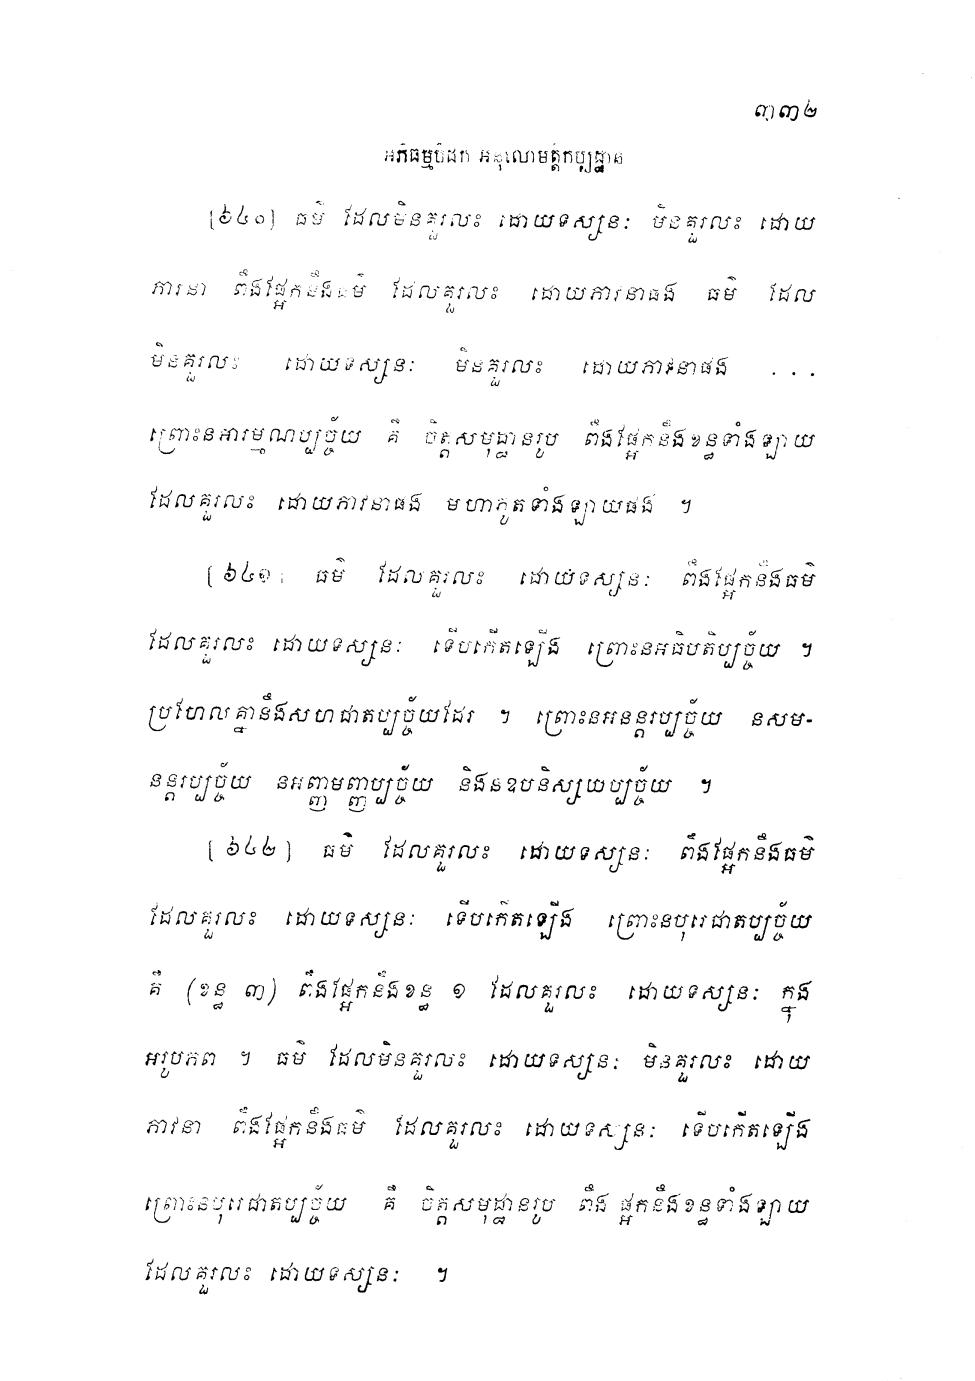 ៣៣២
អភិធម្មបិដក អនុលោមត្តិកប្បដ្ឋាន
[៦៤០] ធម៌ ដែលមិនគួរលះ ដោយទស្សនៈ មិនគួរលះ ដោយ
ភាវនា ពឹងផ្អែកនឹងធម៌ ដែលគួរលះ ដោយភាវនាផង ធម៌ ដែល
មិនគួរលះ ដោយទស្សនៈ មិនគួរលះ ដោយភាវនាផង ...
ព្រោះនអារម្មណប្បច្ច័យ គឺ ចិត្តសមុដ្ឋានរូប ពឹងផ្អែកនឹងខន្ធទាំងឡាយ
ដែលគួរលះ ដោយភាវនាផង មហាភូតទាំងឡាយផង ។
[៦៤១] ធម៌ ដែលគួរលះ ដោយទស្សនៈ ពឹងផ្អែកនឹងធម៌
ដែលគួរលះ ដោយទស្សនៈ ទើបកើតឡើង ព្រោះនអធិបតិប្បច្ច័យ ។
ប្រហែលគ្នានឹងសហជាតប្បច្ច័យដែរ ។ ព្រោះនអនន្តរប្បច្ច័យ នសម-
នន្តរប្បច្ច័យ នអញ្ញាមញ្ញប្បច្ច័យ និងនឧបនិស្សយប្បច្ច័យ ។
[៦៤២] ធម៌ ដែលគួរលះ ដោយទស្សនៈ ពឹងផ្អែកនឹងធម៌
ដែលគួរលះ ដោយទស្សនៈ ទើបកើតឡើង ព្រោះនបុរេជាតប្បច្ច័យ
គឺ (ខន្ធ ៣) ពឹងផ្អែកនឹងខន្ធ ១ ដែលគួរលះ ដោយទស្សនៈ ក្នុង
អរូបភព ។ ធម៌ ដែលមិនគួរលះ ដោយទស្សនៈ មិនគួរលះ ដោយ
ភាវនា ពឹងផ្អែកនឹងធម៌ ដែលគួរលះ ដោយទស្សនៈ ទើបកើតឡើង
ព្រោះនបុរេជាតប្បច្ច័យ គឺ ចិត្តសមុដ្ឋានរូប ពឹងផ្អែកនឹងខន្ធទាំងឡាយ
ដែលគួរលះ ដោយទស្សនៈ ។